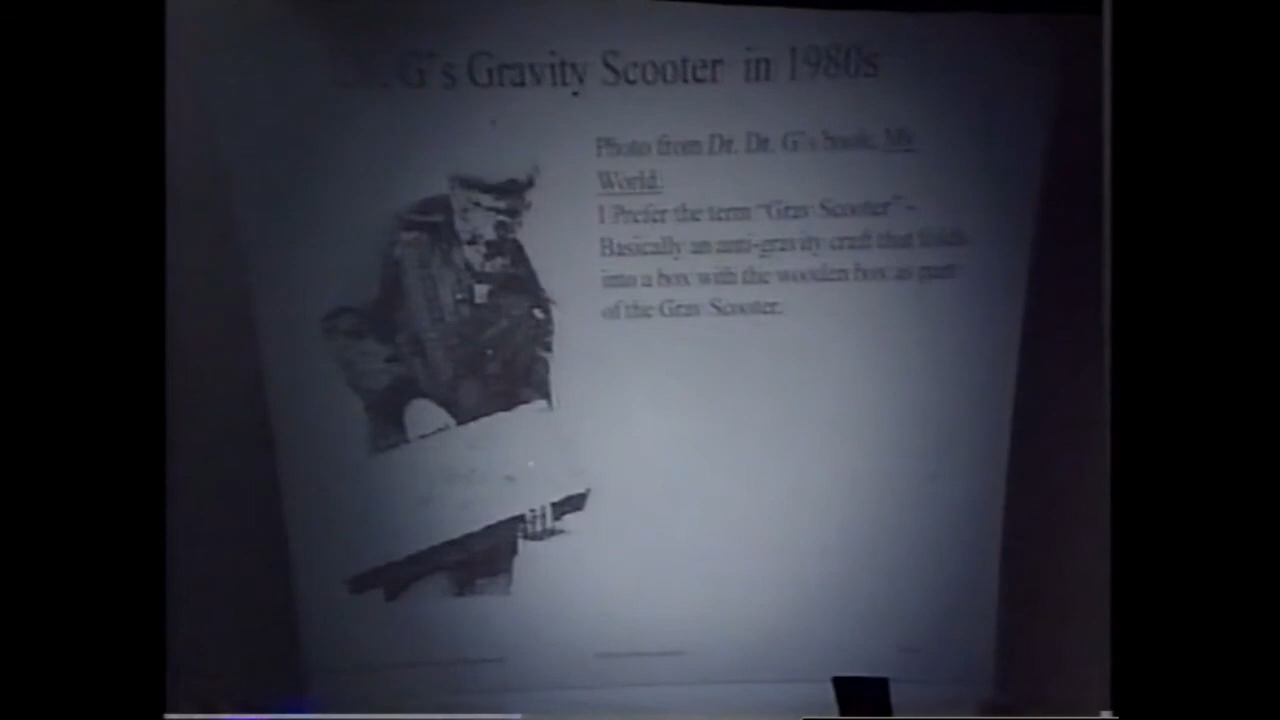 Dr. G's Gravity Scooter in 1980s
Photo from Dr. Dr. G's book, My
World.
I Prefer the term "Grav Scooter" -
Basically an anti-gravity craft that folds
into a box with the wooden box as part
of the Grav Scooter.